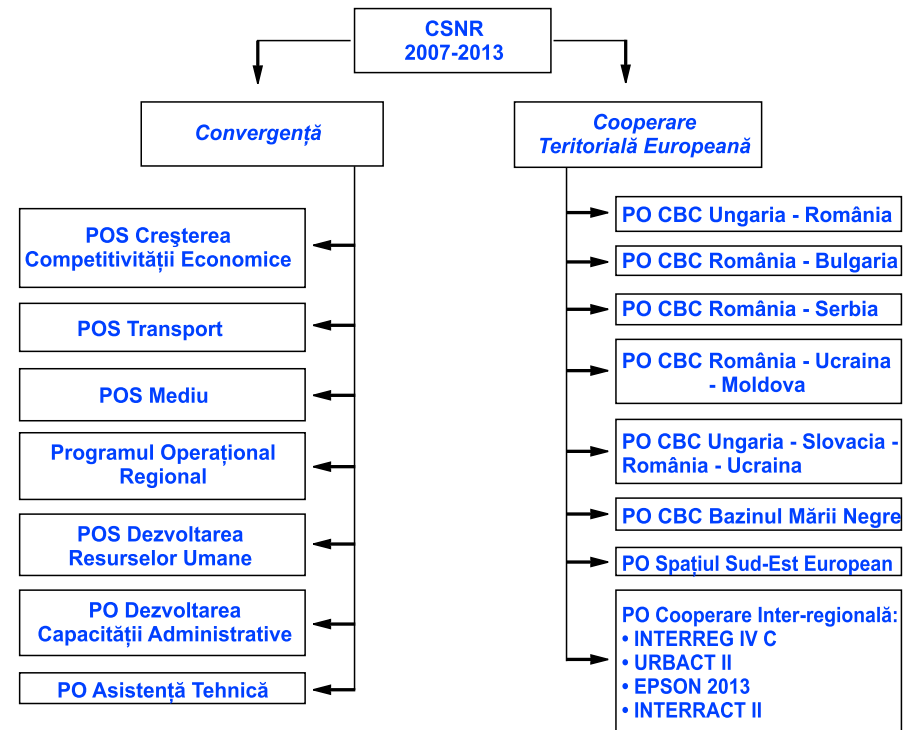 CSNR
2007-2013
Convergență
Cooperare
Teritorială Europeană
POS Creşterea
Competitivității Economice
POS Transport
POS Mediu
Programul Operațional
Regional
POS Dezvoltarea
Resurselor Umane
PO Dezvoltarea
Capacității Administrative
PO Asistență Tehnică
PO CBC Ungaria - România
PO CBC România - Bulgaria
PO CBC România - Serbia
PO CBC România - Ucraina
- Moldova
PO CBC Ungaria - Slovacia -
România - Ucraina
PO CBC Bazinul Mării Negre
PO Spațiul Sud-Est European
PO Cooperare Inter-regională:
• INTERREG IV C
• URBACT II
• EPSON 2013
• INTERRACT II